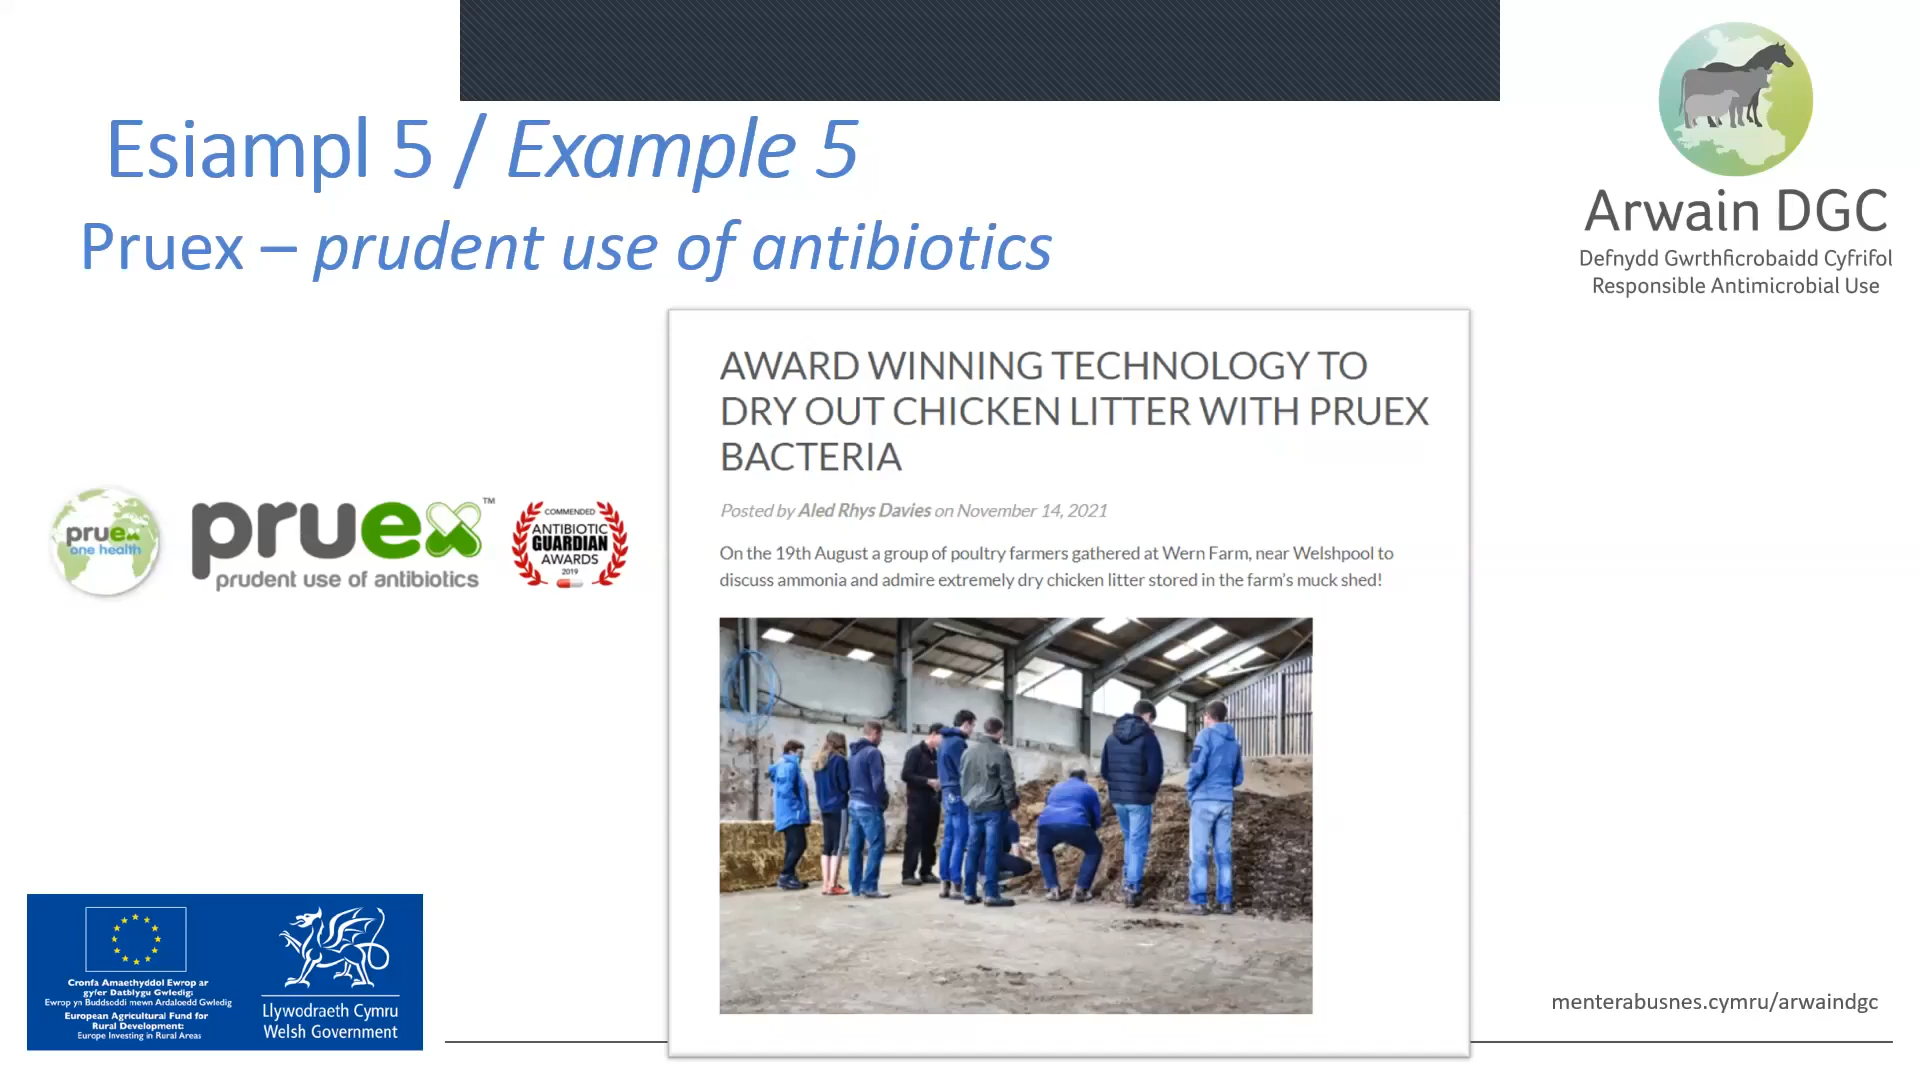 Esiampl 5 / Example 5
Pruex – prudent use of antibiotics
Arwain DGC
Defnydd Gwrthficrobaidd Cyfrifol
Responsible Antimicrobial Use
AWARD WINNING TECHNOLOGY TO
DRY OUT CHICKEN LITTER WITH PRUEX
BACTERIA
Posted by Aled Rhys Davies on November 14, 2021
On the 19th August a group of poultry farmers gathered at Wern Farm, near Welshpool to
discuss ammonia and admire extremely dry chicken litter stored in the farm's muck shed!
pruex
one health
pruex™
prudent use of antibiotics
COMMENDED
ANTIBIOTIC
GUARDIAN
AWARDS
2019
Cronfa Amaethyddol Ewrop ar
gyfer Datblygu Gwledig:
Ewrop yn Buddsoddi mewn Ardaloedd Gwledig
European Agricultural Fund for
Rural Development:
Europe Investing in Rural Areas
Llywodraeth Cymru
Welsh Government
menterabusnes.cymru/arwaindgc